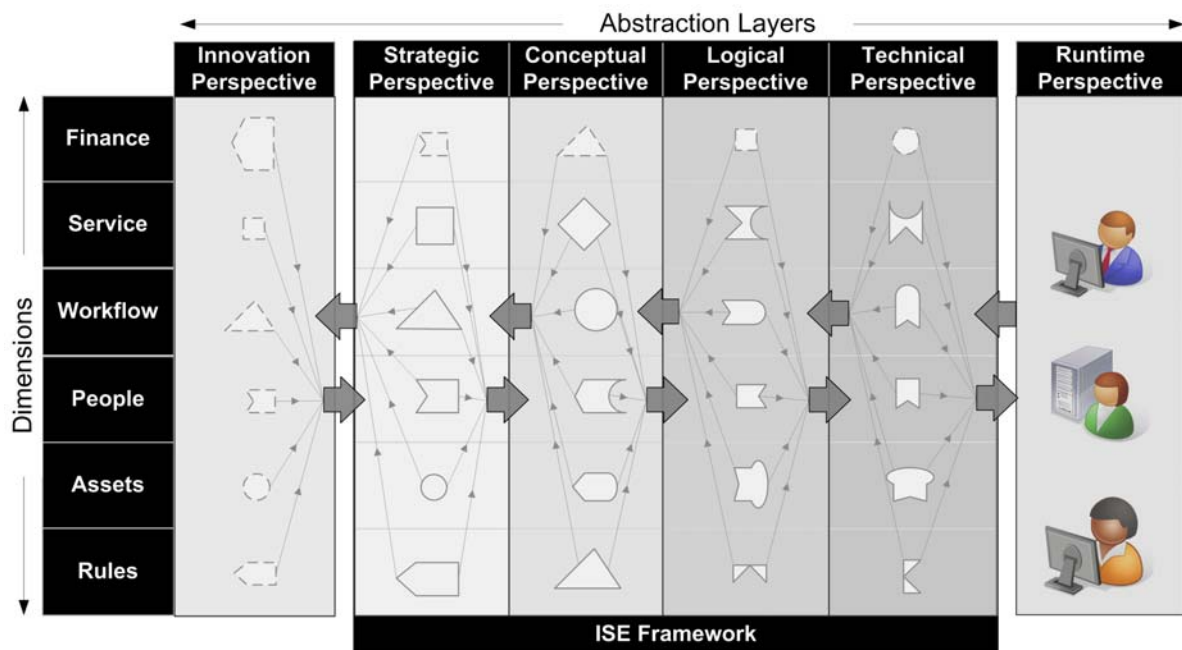 Abstraction Layers
Innovation
Perspective
Strategic
Perspective
Conceptual
Perspective
Logical
Perspective
Technical
Perspective
Runtime
Perspective
Dimensions
Finance
Service
Workflow
People
Assets
Rules
ISE Framework